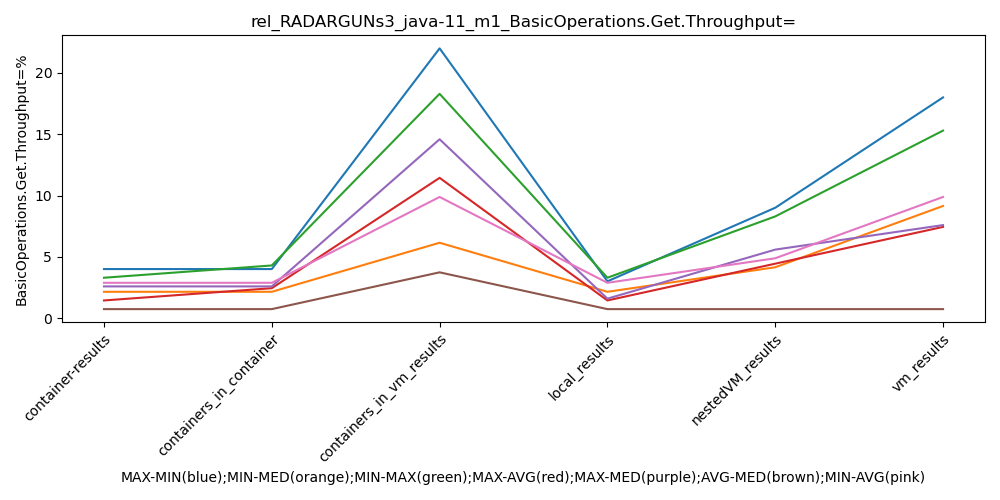 rel_RADARGUNs3_java-11_m1_BasicOperations.Get.Throughput=
BasicOperations.Get.Throughput=%
20
15
10
5
0
container-results
containers_in_container
containers_in_vm_results
local_results
nestedVM_results
vm_results
MAX-MIN(blue);MIN-MED(orange);MIN-MAX(green);MAX-AVG(red);MAX-MED(purple);AVG-MED(brown);MIN-AVG(pink)